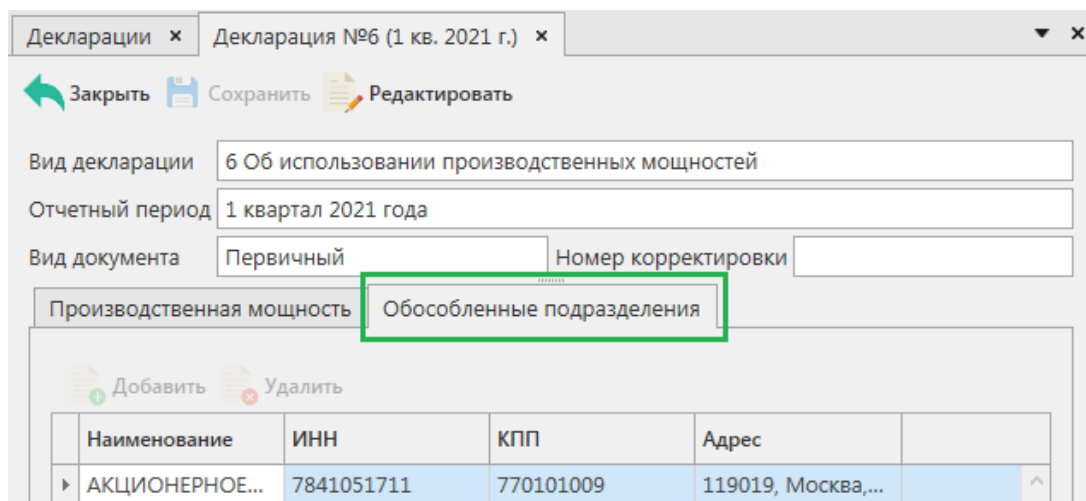 Декларации × Декларация №6 (1 кв. 2021 г.) ×
Закрыть Сохранить Редактировать
Вид декларации 6 Об использовании производственных мощностей
Отчетный период 1 квартал 2021 года
Вид документа Первичный Номер корректировки
Производственная мощность Обособленные подразделения
Добавить Удалить
Наименование ИНН КПП Адрес
АКЦИОНЕРНОЕ... 7841051711 770101009 119019, Москва,...